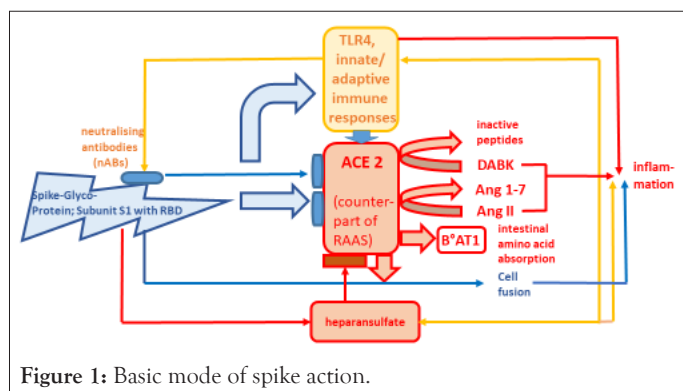 TLR4,
innate/
adaptive
immune
responses
neutralising
antibodies
(nABs)
Spike-Glyco-
Protein; Subunit S1 with RBD
ACE 2
(counter-
part of
RAAS)
inactive
peptides
DABK
Ang 1-7
Ang II
B°AT1
intestinal
amino acid
absorption
inflam-
mation
Cell
fusion
heparansulfate
Figure 1: Basic mode of spike action.